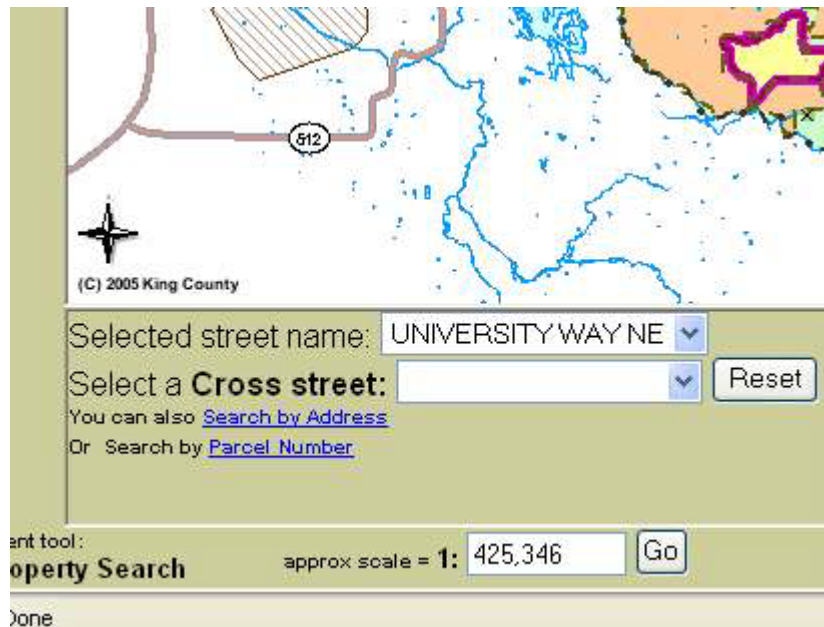 512
(C) 2005 King County
Selected street name: UNIVERSITY WAY NE
Select a Cross street: Reset
You can also Search by Address
Or Search by Parcel Number
ent tool:
operty Search approx scale = 1: 425,346 Go
Done